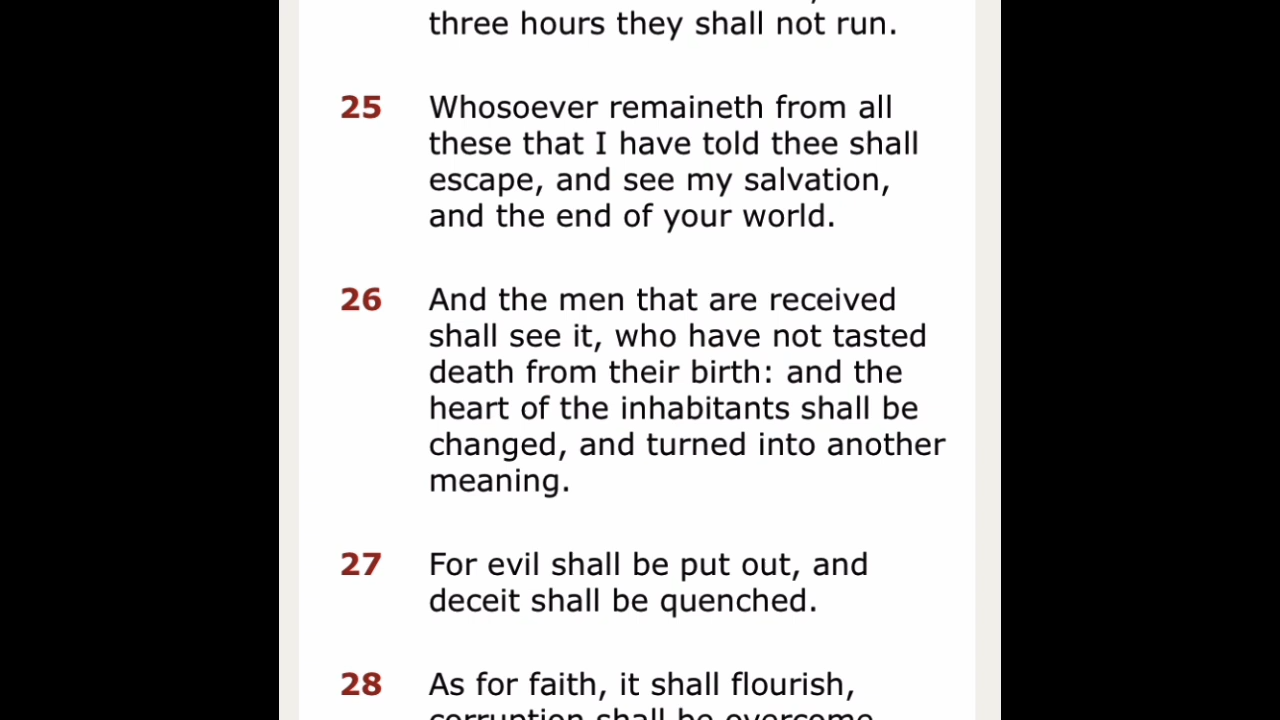 three hours they shall not run.
25 Whosoever remaineth from all
these that I have told thee shall
escape, and see my salvation,
and the end of your world.
26 And the men that are received
shall see it, who have not tasted
death from their birth: and the
heart of the inhabitants shall be
changed, and turned into another
meaning.
27 For evil shall be put out, and
deceit shall be quenched.
28 As for faith, it shall flourish,
corruption shall be overcome